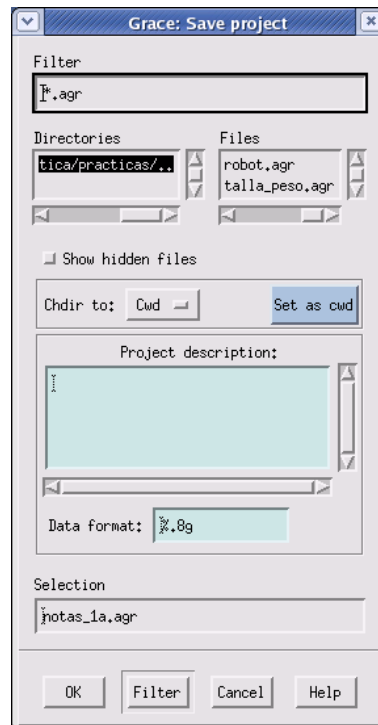 Grace: Save project
Filter
*.agr
Directories Files
tica/practicas/.. robot.agr
talla_peso.agr
Show hidden files
Chdir to: Cwd Set as cwd
Project description:
Data format: %.8g
Selection
notas_1a.agr
OK Filter Cancel Help